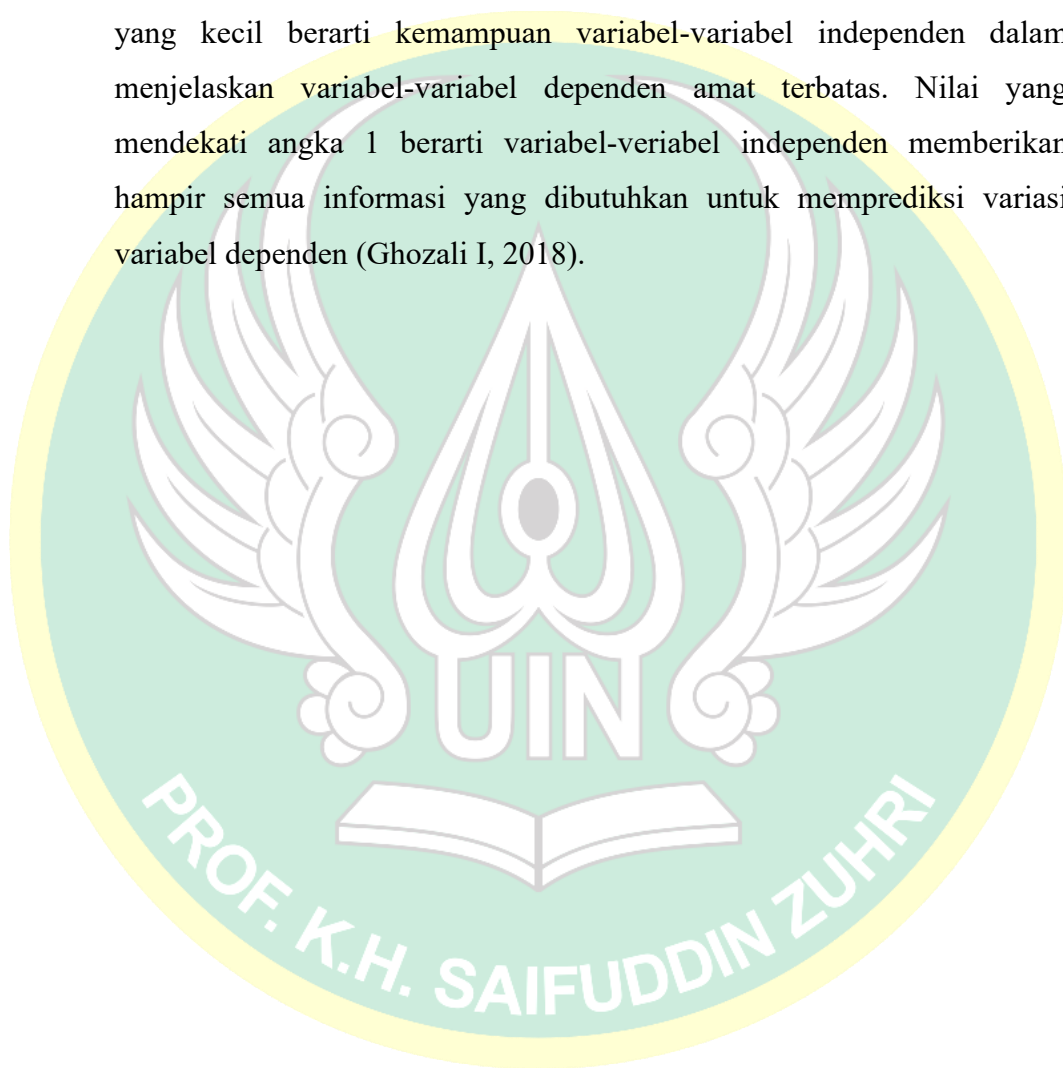 yang kecil berarti kemampuan variabel-variabel independen dalam
menjelaskan variabel-variabel dependen amat terbatas. Nilai yang
mendekati angka 1 berarti variabel-veriabel independen memberikan
hampir semua informasi yang dibutuhkan untuk memprediksi variasi
variabel dependen (Ghozali I, 2018).
UIN
PROF. K.H. SAIFUDDIN ZUHRI